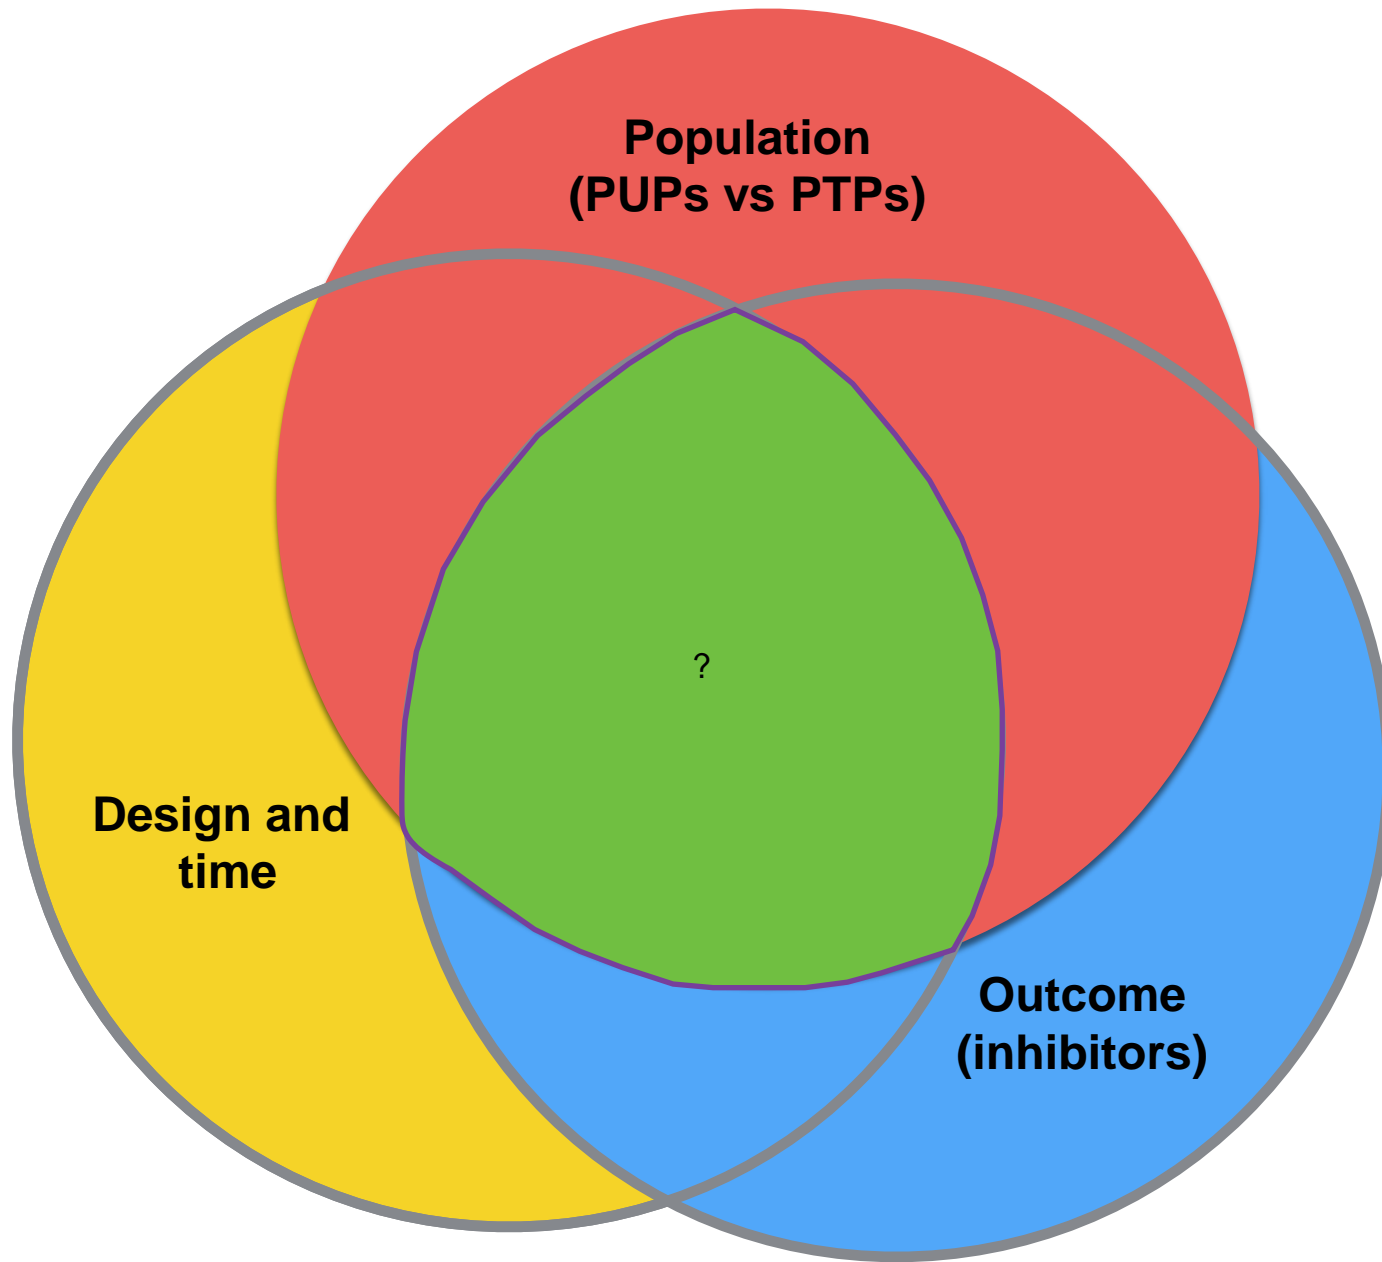 Population
(PUPs vs PTPs)
?
Design and
time
Outcome
(inhibitors)